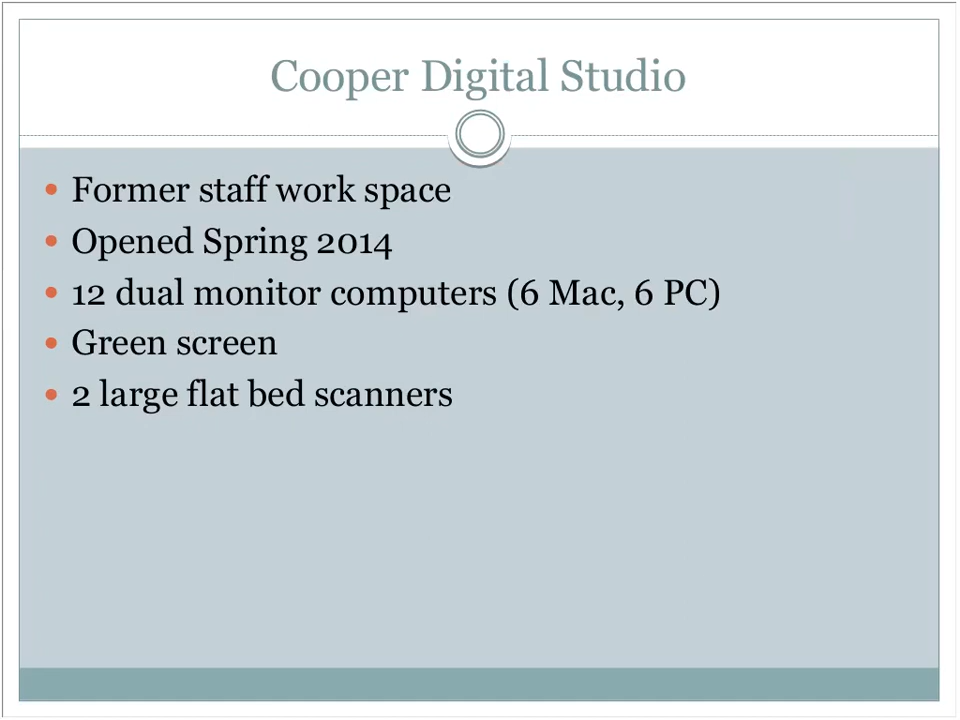 Cooper Digital Studio
• Former staff work space
• Opened Spring 2014
• 12 dual monitor computers (6 Mac, 6 PC)
• Green screen
• 2 large flat bed scanners